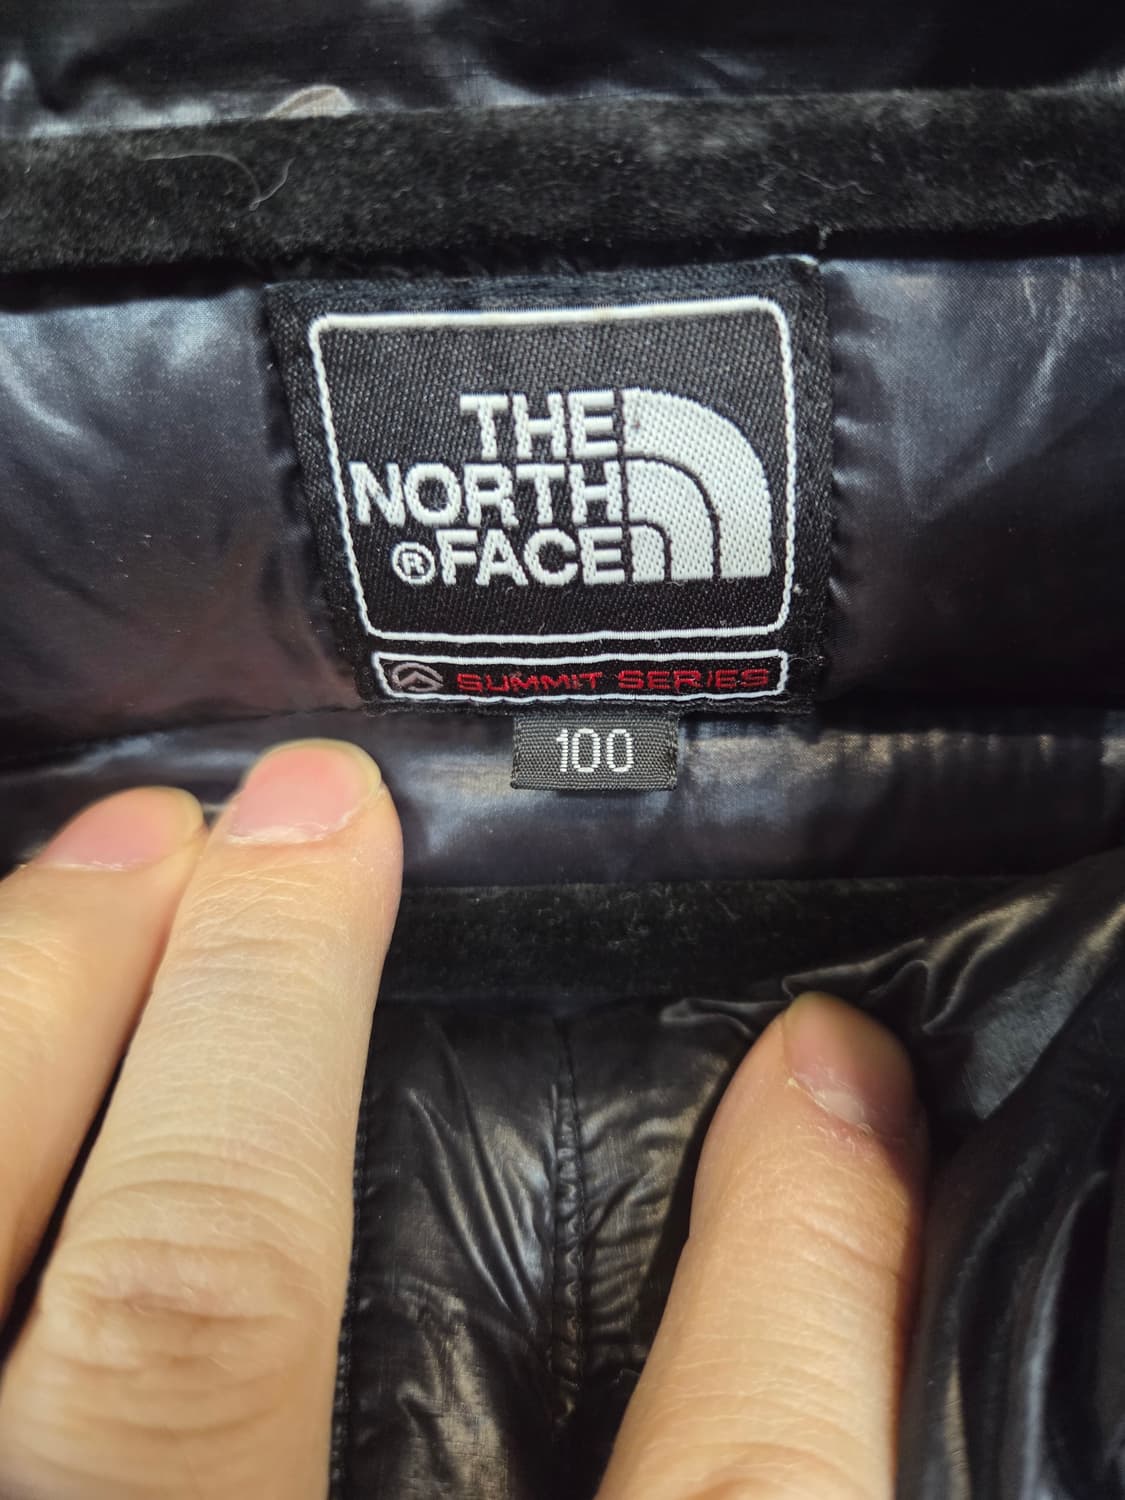 THE
NORTH
®FACE
SUMMIT SERIES
100